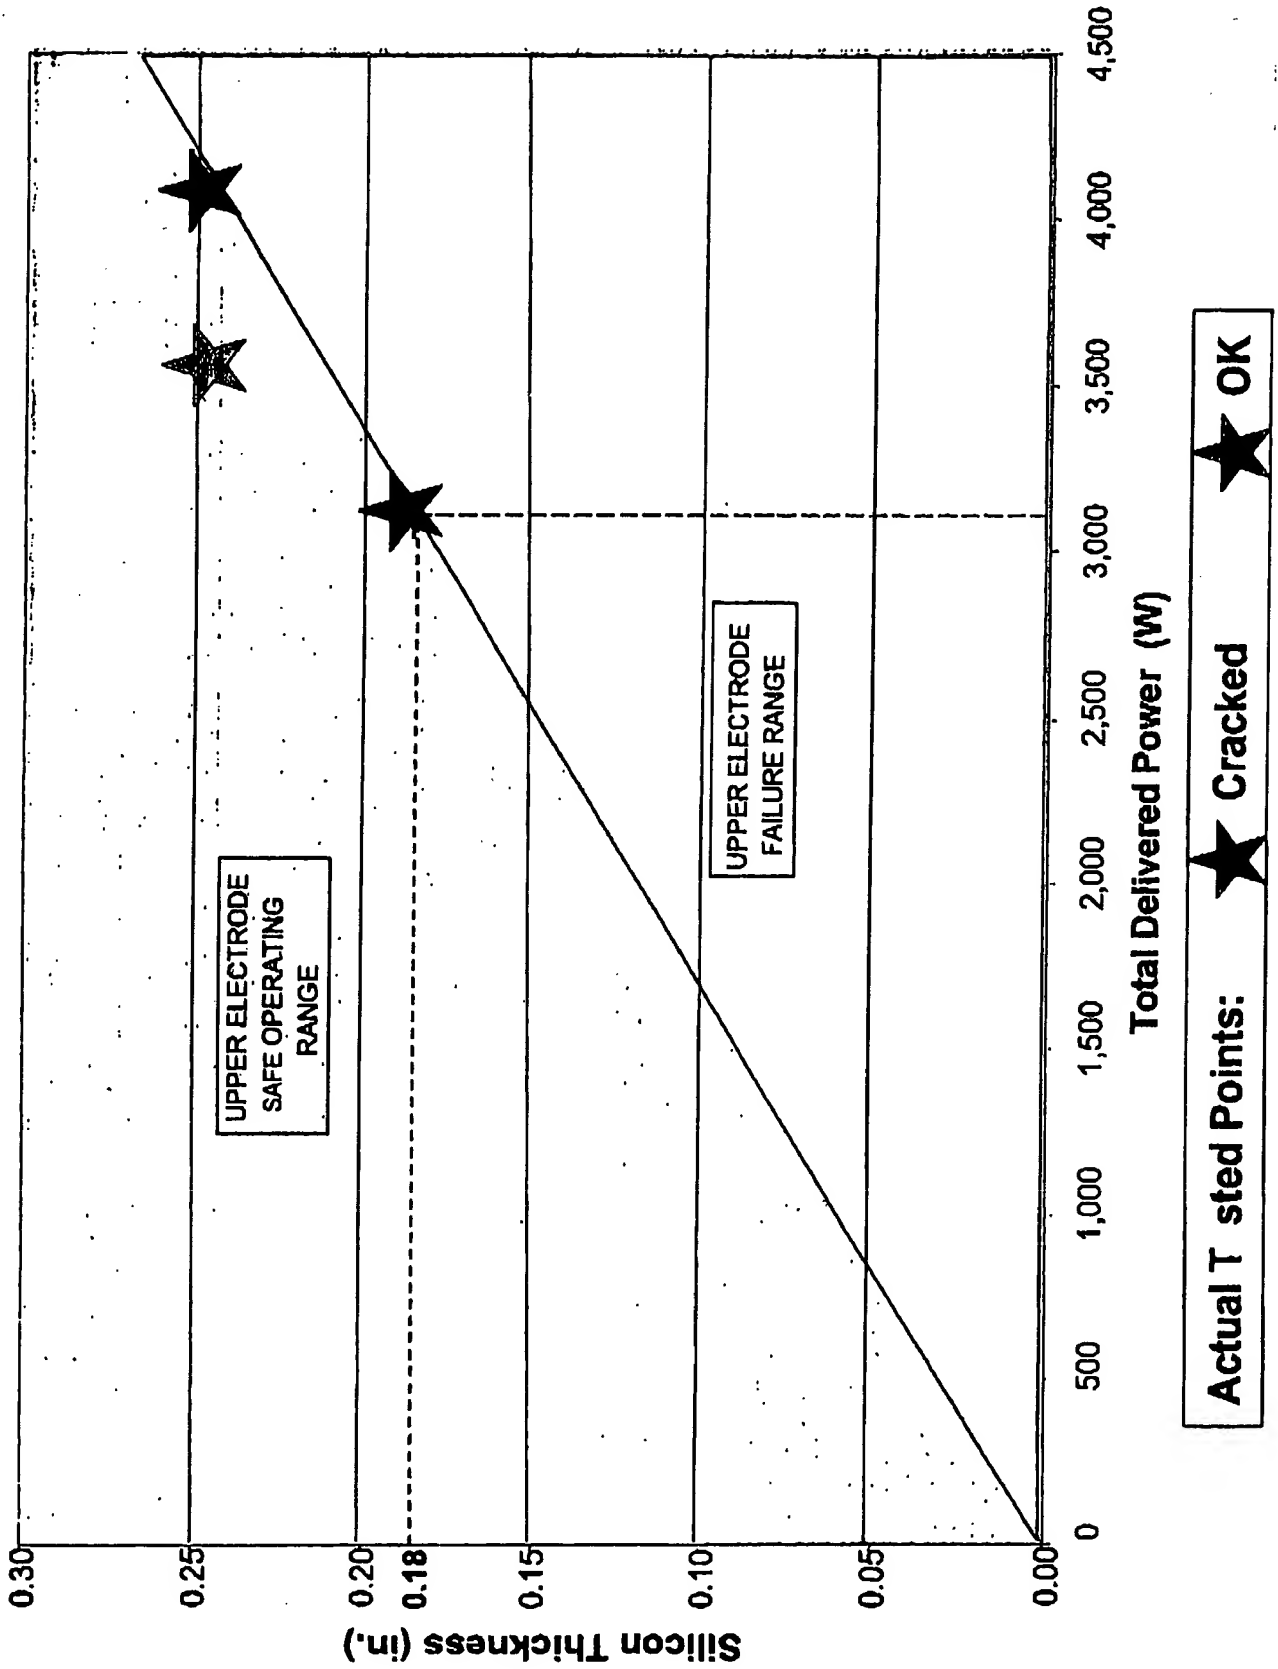 Silicon Thickness (in.)
0.30
0.25
0.20
0.18
0.15
0.10
0.05
0.00
UPPER ELECTRODE
SAFE OPERATING
RANGE
UPPER ELECTRODE
FAILURE RANGE
0
500
1,000
1,500
2,000
2,500
3,000
3,500
4,000
4,500
Total Delivered Power (W)
Actual T sted Points: Cracked OK